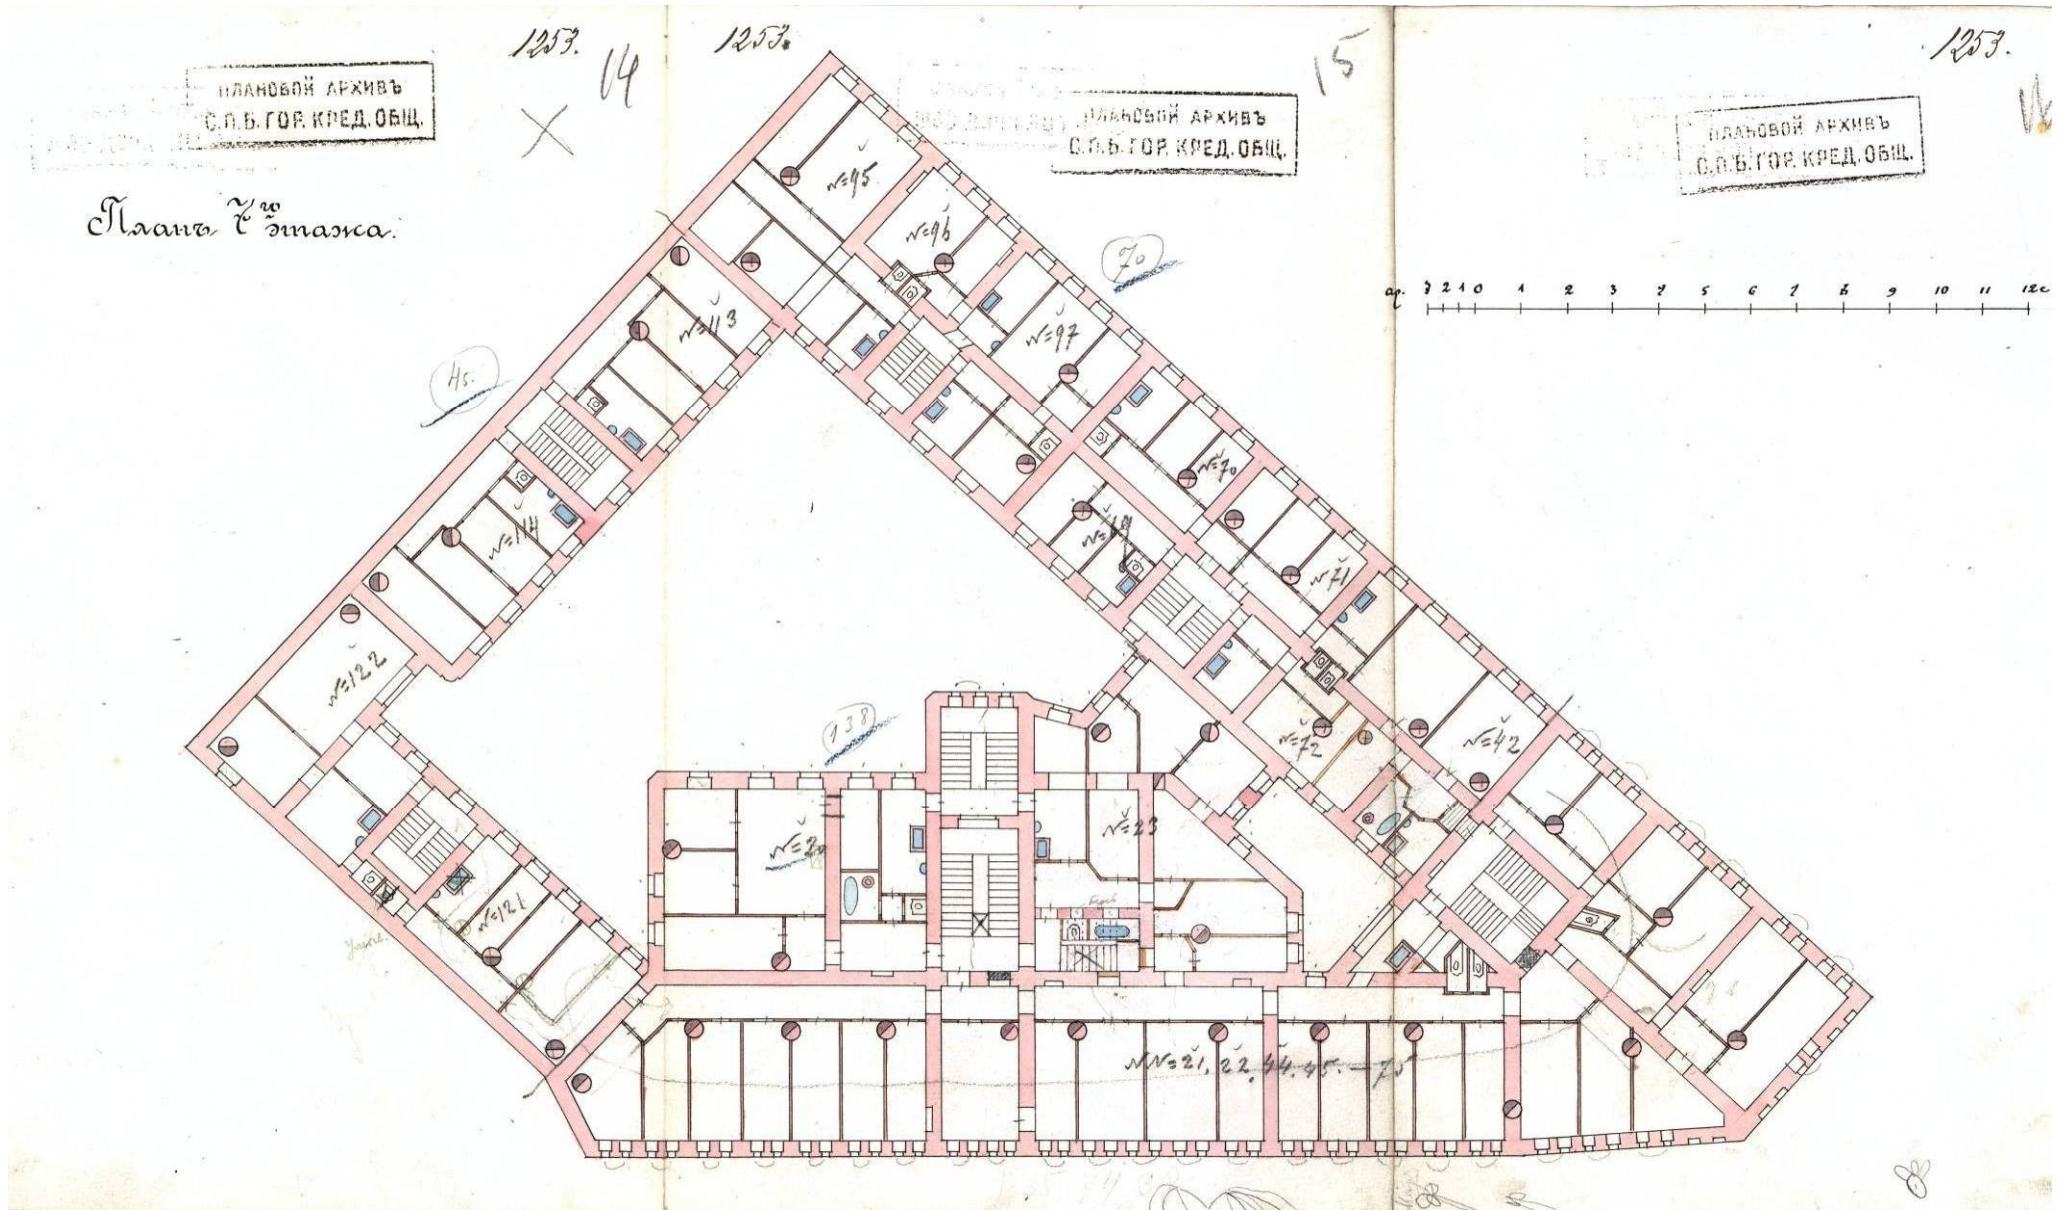 1253.
14
1253.
15
1253.
ПЛАНОВОЙ АРХИВЪ
С.П.Б. ГОР. КРЕД. ОБЩ.
ПЛАНОВОЙ АРХИВЪ
С.П.Б. ГОР. КРЕД. ОБЩ.
ПЛАНОВОЙ АРХИВЪ
С.П.Б. ГОР. КРЕД. ОБЩ.
Планъ этажа.
ар. 3 2 1 0 1 2 3 4 5 6 7 8 9 10 11 12 с
№95
№96
70
№97
№113
45.
№70
№114
№71
№122
138
№72
№42
№20
№23
№121
№№21, 22, 44, 45. — 75